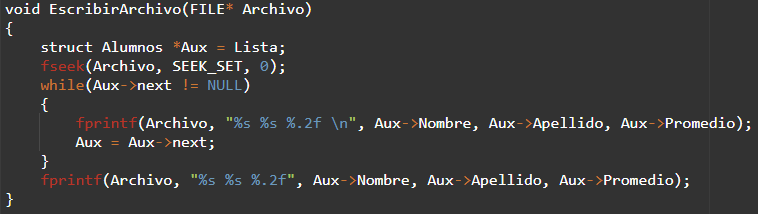 void EscribirArchivo(FILE* Archivo)
{
    struct Alumnos *Aux = Lista;
    fseek(Archivo, SEEK_SET, 0);
    while(Aux->next != NULL)
    {
        fprintf(Archivo, "%s %s %.2f \n", Aux->Nombre, Aux->Apellido, Aux->Promedio);
        Aux = Aux->next;
    }
    fprintf(Archivo, "%s %s %.2f", Aux->Nombre, Aux->Apellido, Aux->Promedio);
}